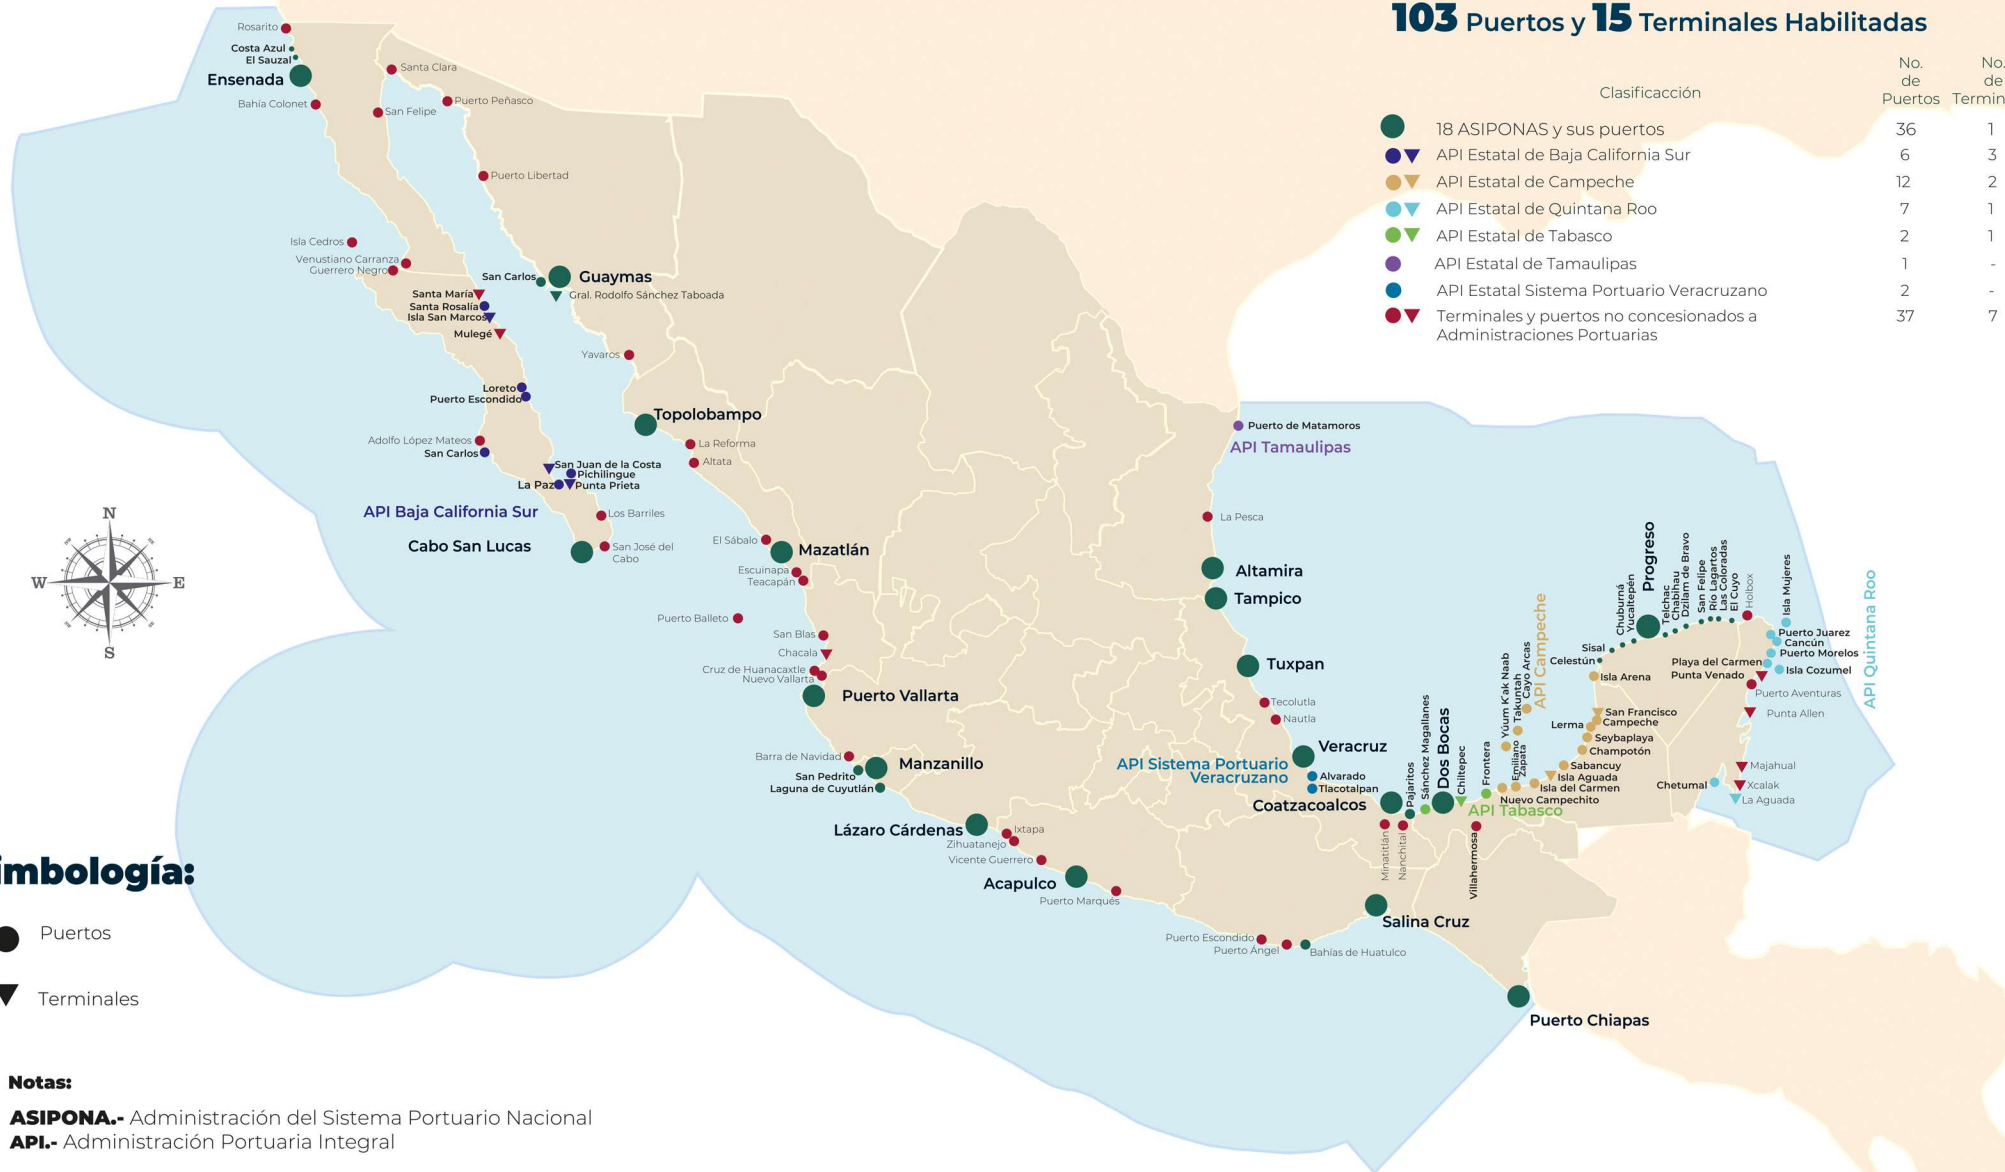 103 Puertos y 15 Terminales Habilitadas
Clasificacción
No.
de
Puertos
No.
de
Termin
18 ASIPONAS y sus puertos 36 1
API Estatal de Baja California Sur 6 3
API Estatal de Campeche 12 2
API Estatal de Quintana Roo 7 1
API Estatal de Tabasco 2 1
API Estatal de Tamaulipas 1 -
API Estatal Sistema Portuario Veracruzano 2 -
Terminales y puertos no concesionados a 37 7
Administraciones Portuarias
Rosarito
Costa Azul
El Sauzal
Ensenada
Bahía Colonet
Santa Clara
San Felipe
Puerto Peñasco
Puerto Libertad
Isla Cedros
Venustiano Carranza
Guerrero Negro
San Carlos
Guaymas
Gral. Rodolfo Sánchez Taboada
Santa María
Santa Rosalía
Isla San Marcos
Mulegé
Yavaros
Loreto
Puerto Escondido
Topolobampo
Adolfo López Mateos
San Carlos
La Reforma
Altata
San Juan de la Costa
Pichilingue
La Paz
Punta Prieta
API Baja California Sur
Los Barriles
Cabo San Lucas
San José del
Cabo
El Sábalo
Mazatlán
Escuinapa
Teacapán
Puerto Balleto
San Blas
Chacala
Cruz de Huanacaxtle
Nuevo Vallarta
Puerto Vallarta
Barra de Navidad
San Pedrito
Manzanillo
Laguna de Cuyutlán
Lázaro Cárdenas
Ixtapa
Zihuatanejo
Vicente Guerrero
Acapulco
Puerto Marqués
Puerto Escondido
Puerto Ángel
Bahías de Huatulco
Salina Cruz
Puerto Chiapas
Puerto de Matamoros
API Tamaulipas
La Pesca
Altamira
Tampico
Tuxpan
Tecolutla
Nautla
Veracruz
API Sistema Portuario
Veracruzano
Alvarado
Tlacotalpan
Coatzacoalcos
Pajaritos
Minatitlán
Nanchital
Sánchez Magallanes
Dos Bocas
Chiltepec
Frontera
API Tabasco
Villahermosa
Yúum K'ak Naab
Takuntah
Cayo Arcas
API Campeche
Emiliano
Zapata
Nuevo Campechito
Isla del Carmen
Isla Aguada
Sabancuy
Champotón
Seybaplaya
Lerma
Campeche
San Francisco
Isla Arena
Celestún
Sisal
Chuburná
Yucaltepén
Progreso
Telchac
Chabihau
Dzilam de Bravo
San Felipe
Río Lagartos
Las Coloradas
El Cuyo
Holbox
Isla Mujeres
Puerto Juarez
Cancún
Puerto Morelos
Playa del Carmen
Isla Cozumel
Punta Venado
Puerto Aventuras
Punta Allen
API Quintana Roo
Majahual
Chetumal
Xcalak
La Aguada
N
W
E
S
imbología:
Puertos
Terminales
Notas:
ASIPONA.- Administración del Sistema Portuario Nacional
API.- Administración Portuaria Integral